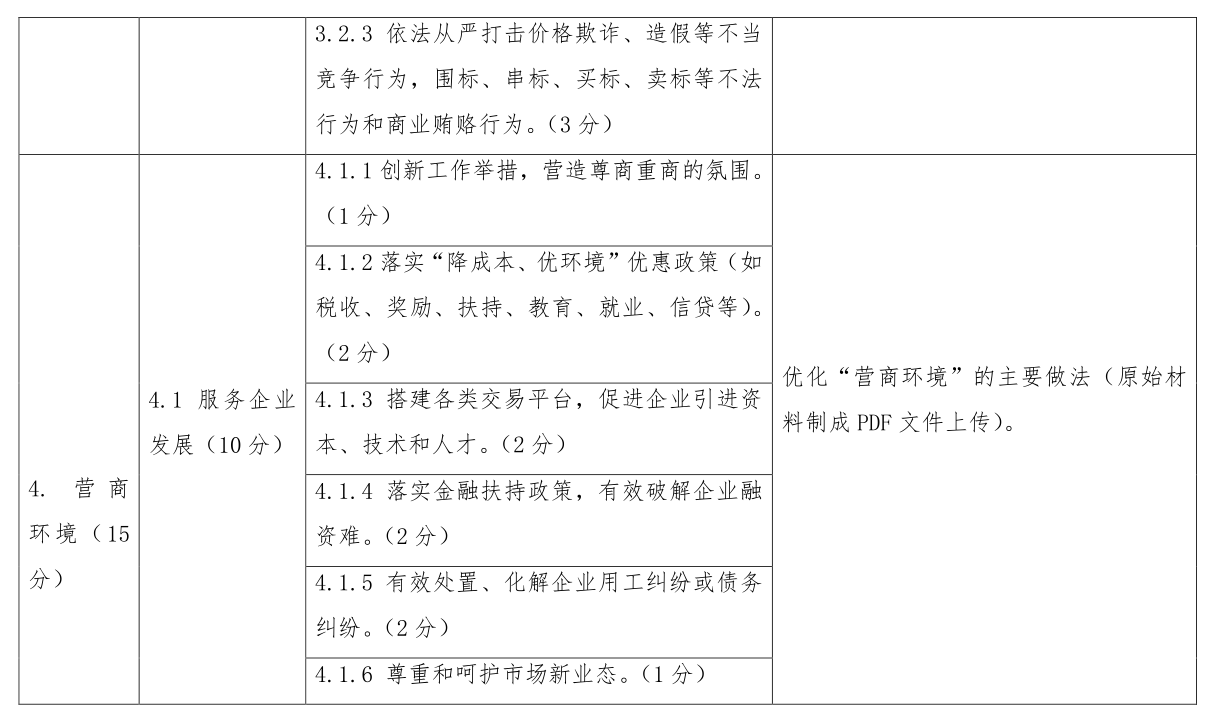 3.2.3 依法从严打击价格欺诈、造假等不当
竞争行为，围标、串标、买标、卖标等不法
行为和商业贿赂行为。（3 分）
4. 营商
环境（15
分）
4.1 服务企业
发展（10 分）
4.1.1 创新工作举措，营造尊商重商的氛围。
（1 分）
4.1.2 落实“降成本、优环境”优惠政策（如
税收、奖励、扶持、教育、就业、信贷等）。
（2 分）
4.1.3 搭建各类交易平台，促进企业引进资
本、技术和人才。（2 分）
4.1.4 落实金融扶持政策，有效破解企业融
资难。（2 分）
4.1.5 有效处置、化解企业用工纠纷或债务
纠纷。（2 分）
4.1.6 尊重和呵护市场新业态。（1 分）
优化“营商环境”的主要做法（原始材
料制成 PDF 文件上传）。